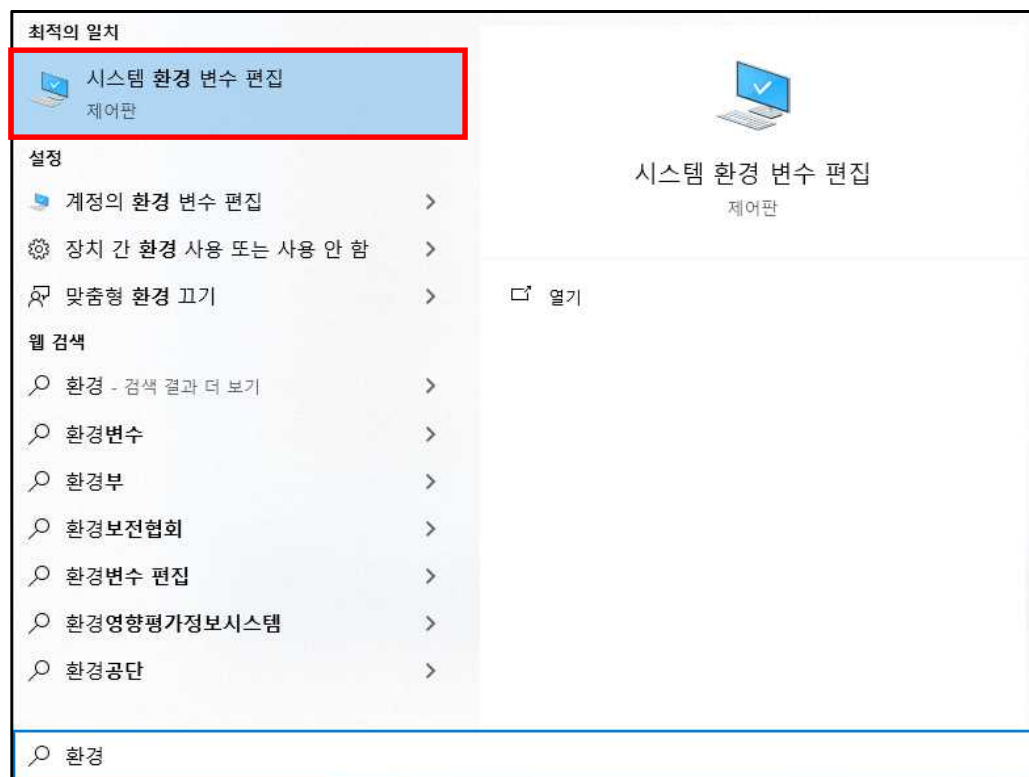 최적의 일치
시스템 환경 변수 편집
제어판
설정
계정의 환경 변수 편집
장치 간 환경 사용 또는 사용 안 함
맞춤형 환경 끄기
웹 검색
환경 - 검색 결과 더 보기
환경변수
환경부
환경보전협회
환경변수 편집
환경영향평가정보시스템
환경공단
환경
시스템 환경 변수 편집
제어판
열기